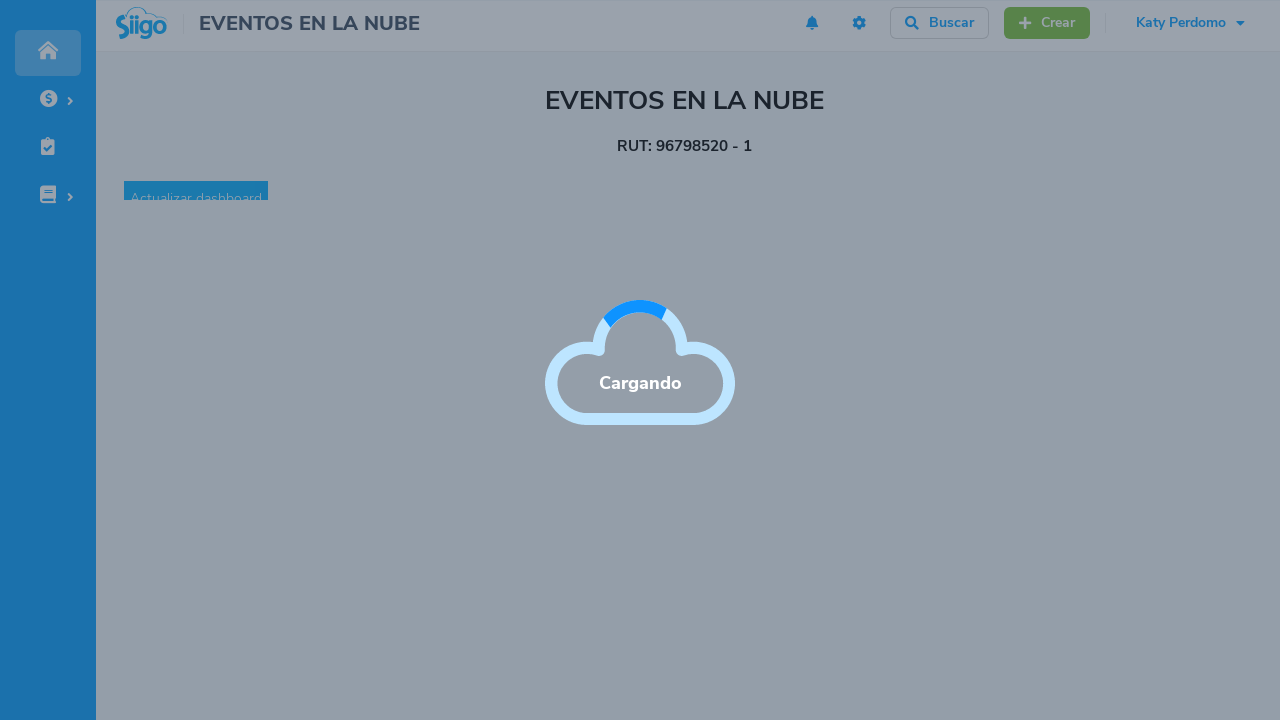 Siigo
EVENTOS EN LA NUBE
Buscar
Crear
Katy Perdomo
EVENTOS EN LA NUBE
RUT: 96798520 - 1
Actualizar dashboard
Cargando